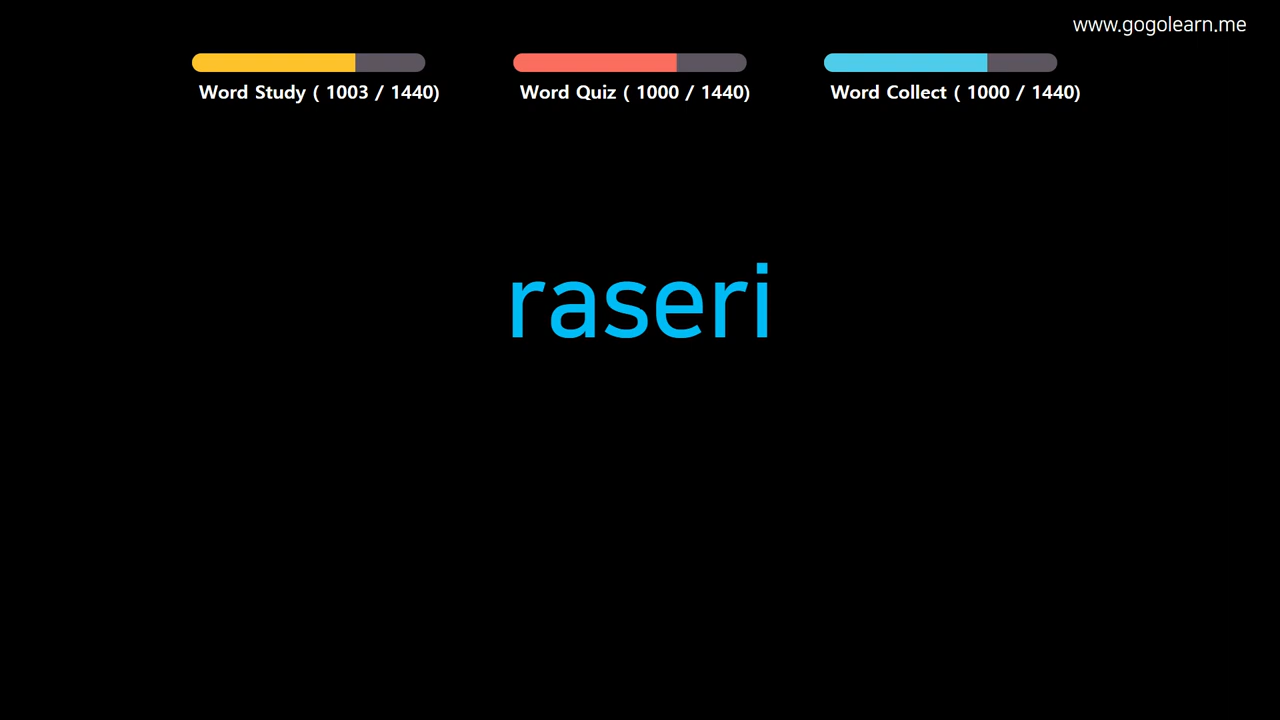 www.gogolearn.me
Word Study ( 1003 / 1440)
Word Quiz ( 1000 / 1440)
Word Collect ( 1000 / 1440)
raseri